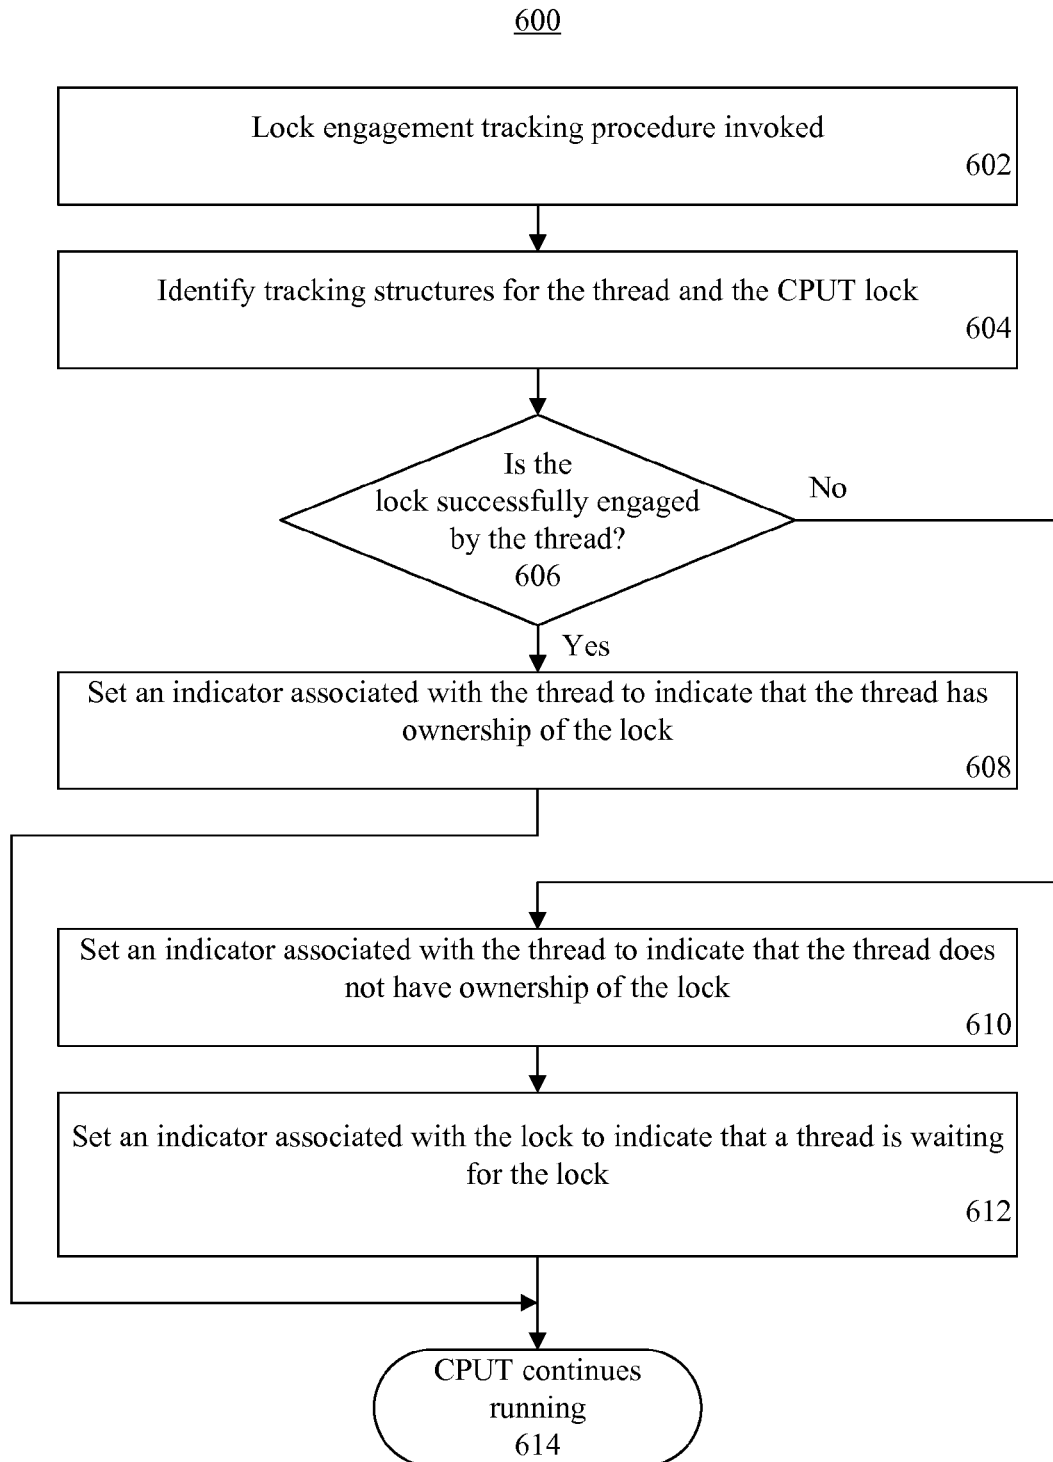 600
Lock engagement tracking procedure invoked
602
Identify tracking structures for the thread and the CPUT lock
604
Is the
lock successfully engaged
by the thread?
606
No
Yes
Set an indicator associated with the thread to indicate that the thread has
ownership of the lock
608
Set an indicator associated with the thread to indicate that the thread does
not have ownership of the lock
610
Set an indicator associated with the lock to indicate that a thread is waiting
for the lock
612
CPUT continues
running
614